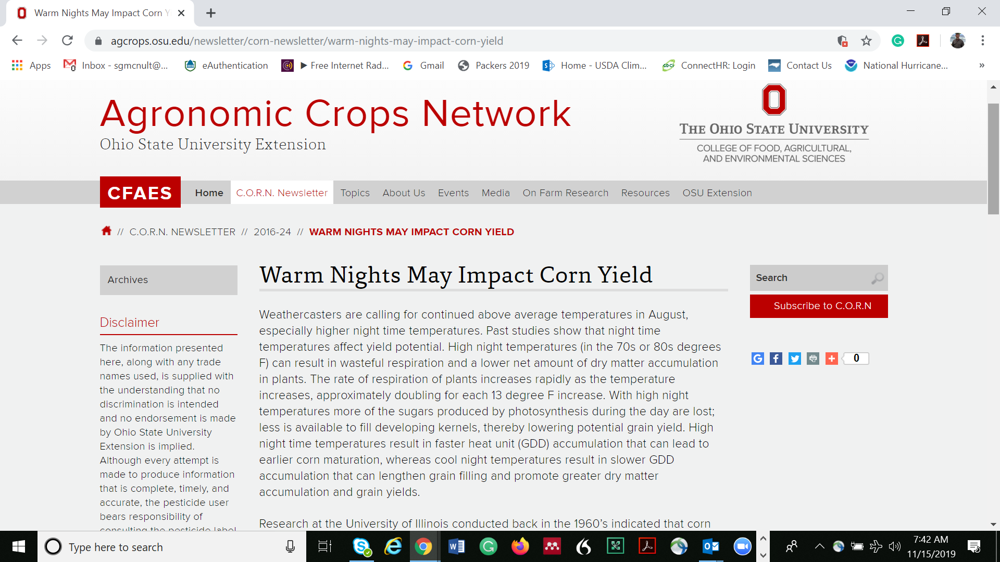 Warm Nights May Impact Corn Y
agcrops.osu.edu/newsletter/corn-newsletter/warm-nights-may-impact-corn-yield
Apps
Inbox - sgmcnult@...
eAuthentication
▶ Free Internet Rad...
Gmail
Packers 2019
Home - USDA Clim...
ConnectHR: Login
Contact Us
National Hurricane...
»
Agronomic Crops Network
Ohio State University Extension
THE OHIO STATE UNIVERSITY
COLLEGE OF FOOD, AGRICULTURAL,
AND ENVIRONMENTAL SCIENCES
CFAES
Home
C.O.R.N. Newsletter
Topics
About Us
Events
Media
On Farm Research
Resources
OSU Extension
// C.O.R.N. NEWSLETTER // 2016-24 // WARM NIGHTS MAY IMPACT CORN YIELD
Archives
Disclaimer
The information presented
here, along with any trade
names used, is supplied with
the understanding that no
discrimination is intended
and no endorsement is made
by Ohio State University
Extension is implied.
Although every attempt is
made to produce information
that is complete, timely, and
accurate, the pesticide user
bears responsibility of
consulting the pesticide label
Warm Nights May Impact Corn Yield
Weathercasters are calling for continued above average temperatures in August,
especially higher night time temperatures. Past studies show that night time
temperatures affect yield potential. High night temperatures (in the 70s or 80s degrees
F) can result in wasteful respiration and a lower net amount of dry matter accumulation
in plants. The rate of respiration of plants increases rapidly as the temperature
increases, approximately doubling for each 13 degree F increase. With high night
temperatures more of the sugars produced by photosynthesis during the day are lost;
less is available to fill developing kernels, thereby lowering potential grain yield. High
night time temperatures result in faster heat unit (GDD) accumulation that can lead to
earlier corn maturation, whereas cool night temperatures result in slower GDD
accumulation that can lengthen grain filling and promote greater dry matter
accumulation and grain yields.
Research at the University of Illinois conducted back in the 1960’s indicated that corn
Search
Subscribe to C.O.R.N
0
Type here to search
7:42 AM
11/15/2019